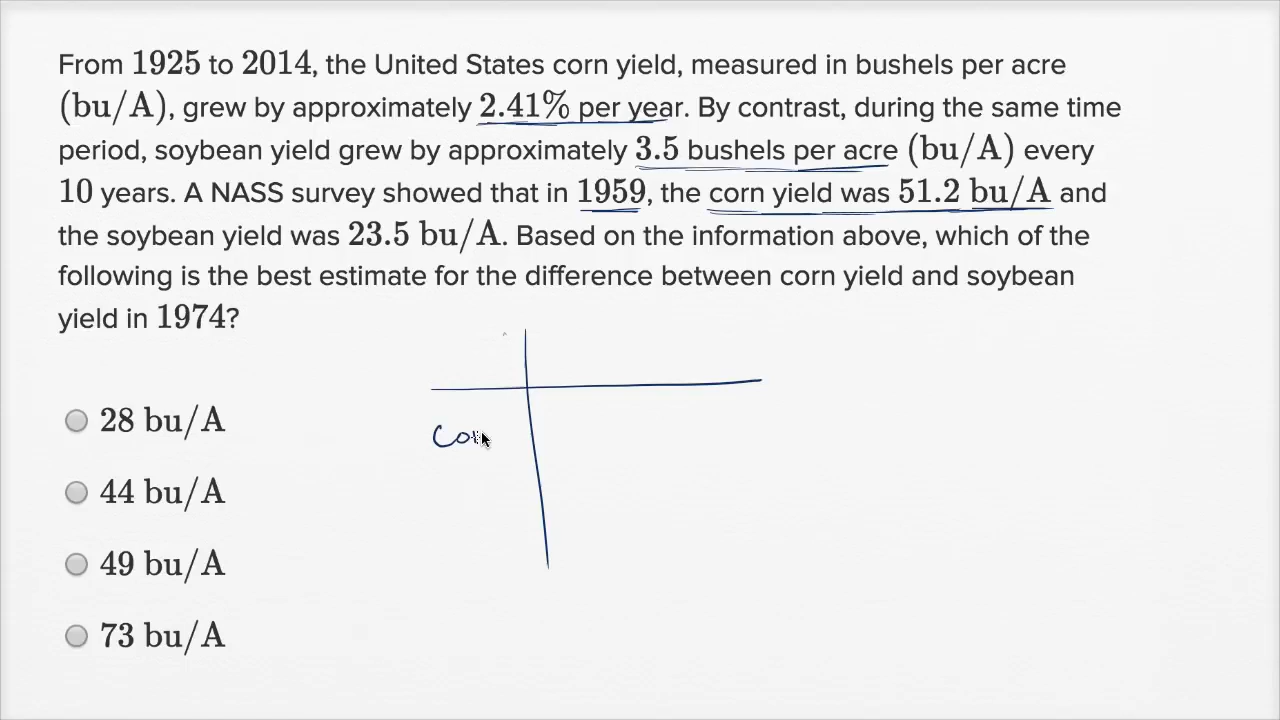 From 1925 to 2014, the United States corn yield, measured in bushels per acre
(bu/A), grew by approximately 2.41% per year. By contrast, during the same time
period, soybean yield grew by approximately 3.5 bushels per acre (bu/A) every
10 years. A NASS survey showed that in 1959, the corn yield was 51.2 bu/A and
the soybean yield was 23.5 bu/A. Based on the information above, which of the
following is the best estimate for the difference between corn yield and soybean
yield in 1974?
28 bu/A
Co
44 bu/A
49 bu/A
73 bu/A